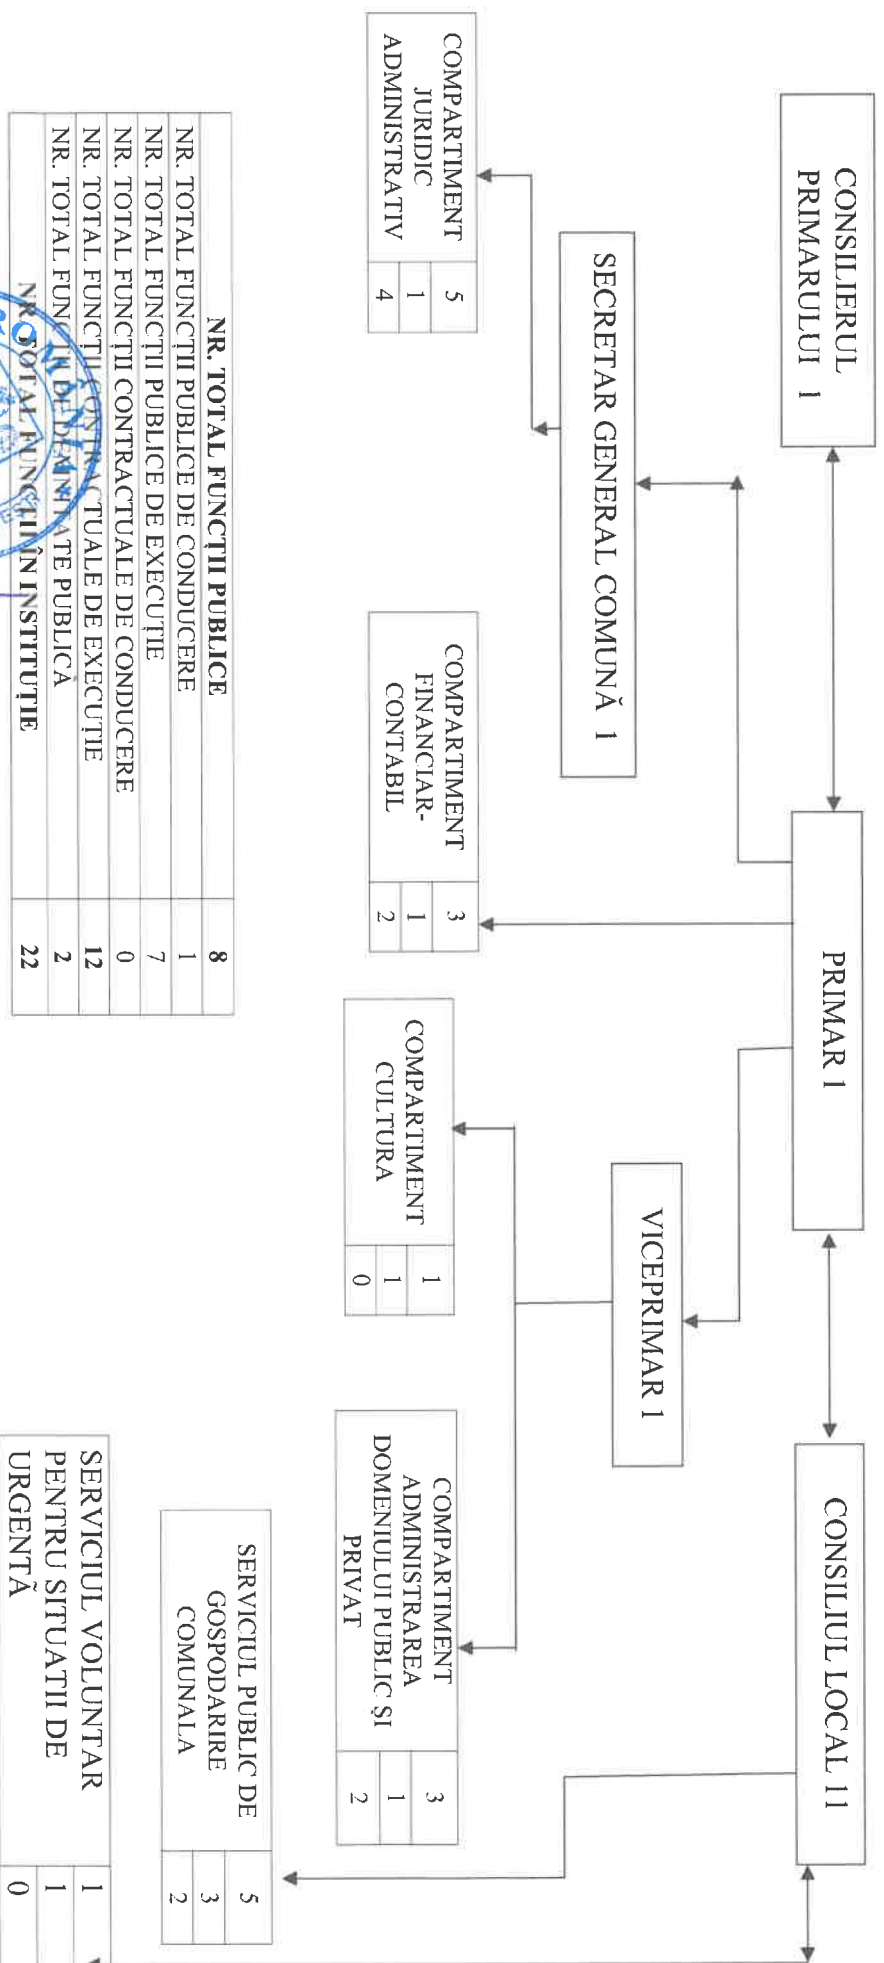 CONSILIERUL
PRIMARULUI 1
PRIMAR 1
CONSILIUL LOCAL 11
SECRETAR GENERAL COMUNĂ 1
VICEPRIMAR 1
COMPARTIMENT
JURIDIC
ADMINISTRATIV
5
1
4
COMPARTIMENT
FINANCIAR-
CONTABIL
3
1
2
COMPARTIMENT
CULTURA
1
1
0
COMPARTIMENT
ADMINISTRAREA
DOMENIULUI PUBLIC ȘI
PRIVAT
3
1
2
SERVICIUL PUBLIC DE
GOSPODARIRE
COMUNALA
5
3
2
SERVICIUL VOLUNTAR
PENTRU SITUATII DE
URGENTĂ
1
1
0
NR. TOTAL FUNCȚII PUBLICE 8
NR. TOTAL FUNCȚII PUBLICE DE CONDUCERE 1
NR. TOTAL FUNCȚII PUBLICE DE EXECUȚIE 7
NR. TOTAL FUNCȚII CONTRACTUALE DE CONDUCERE 0
NR. TOTAL FUNCȚII CONTRACTUALE DE EXECUȚIE 12
NR. TOTAL FUNCȚII DE DEMNITATE PUBLICĂ 2
NR. TOTAL FUNCȚII ÎN INSTITUȚIE 22
ROMÂNIA